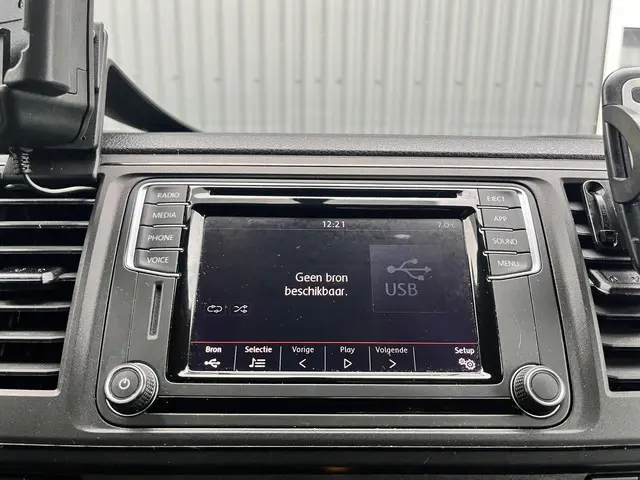 RADIO
MEDIA
PHONE
VOICE
EJECT
APP
SOUND
MENU
12:21
7.0°C
Geen bron
beschikbaar.
USB
Bron
Selectie
Vorige
Play
Volgende
Setup